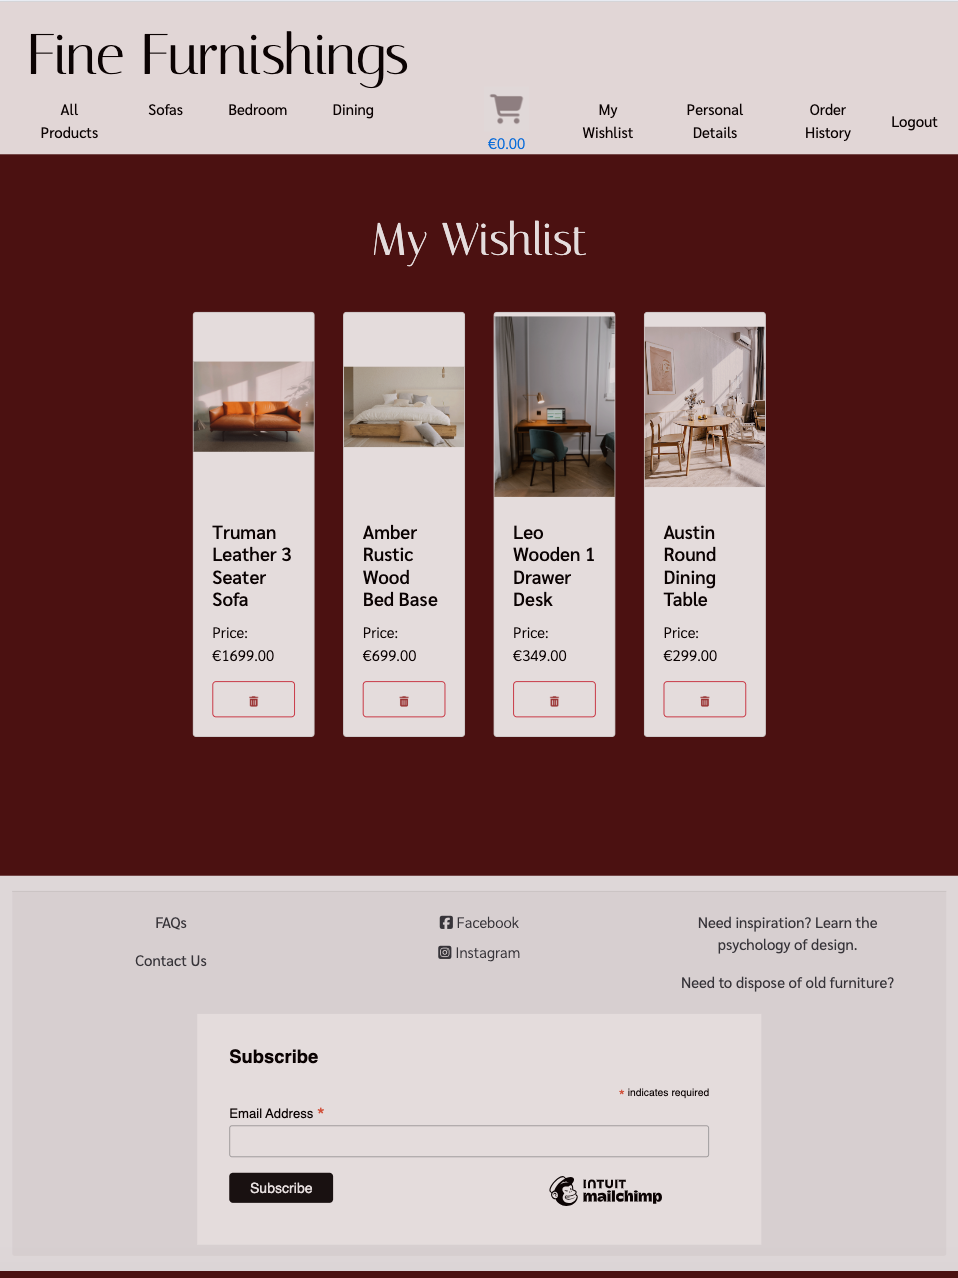 Fine Furnishings
All
Products
Sofas
Bedroom
Dining
€0.00
My
Wishlist
Personal
Details
Order
History
Logout
My Wishlist
Truman
Leather 3
Seater
Sofa
Price:
€1699.00
Amber
Rustic
Wood
Bed Base
Price:
€699.00
Leo
Wooden 1
Drawer
Desk
Price:
€349.00
Austin
Round
Dining
Table
Price:
€299.00
FAQs
Contact Us
Facebook
Instagram
Need inspiration? Learn the
psychology of design.
Need to dispose of old furniture?
Subscribe
* indicates required
Email Address *
Subscribe
INTUIT
mailchimp